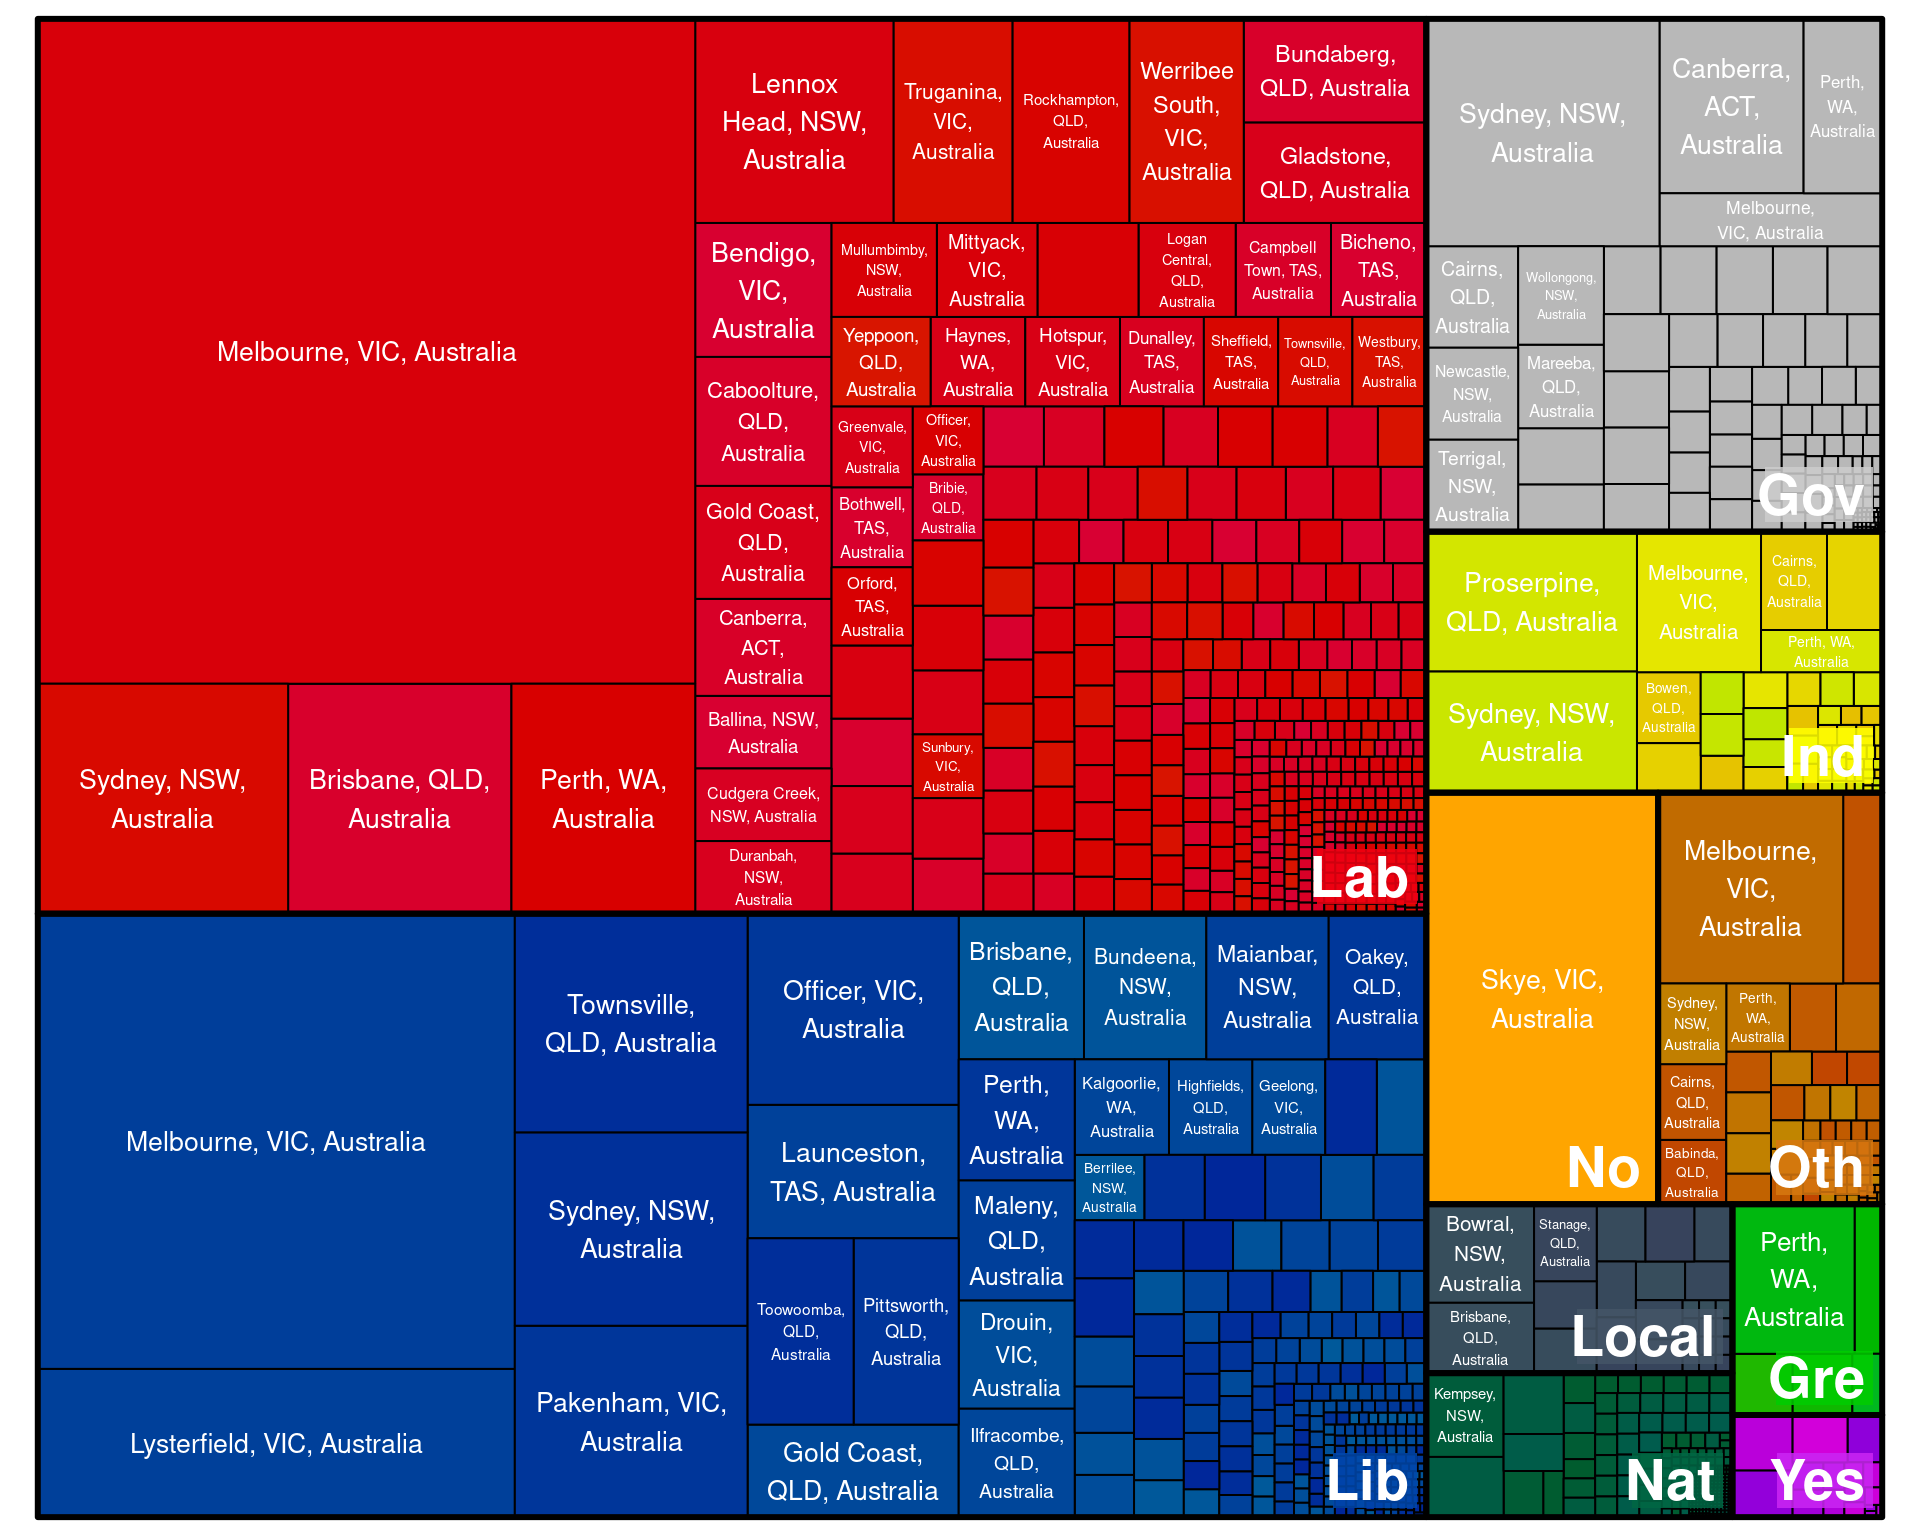 Melbourne, VIC, Australia
Sydney, NSW,
Australia
Brisbane, QLD,
Australia
Perth, WA,
Australia
Lennox
Head, NSW,
Australia
Truganina,
VIC,
Australia
Rockhampton,
QLD,
Australia
Werribee
South,
VIC,
Australia
Bundaberg,
QLD, Australia
Gladstone,
QLD, Australia
Bendigo,
VIC,
Australia
Caboolture,
QLD,
Australia
Gold Coast,
QLD,
Australia
Canberra,
ACT,
Australia
Ballina, NSW,
Australia
Cudgera Creek,
NSW, Australia
Duranbah,
NSW,
Australia
Mullumbimby,
NSW,
Australia
Mittyack,
VIC,
Australia
Logan
Central,
QLD,
Australia
Campbell
Town, TAS,
Australia
Bicheno,
TAS,
Australia
Yeppoon,
QLD,
Australia
Haynes,
WA,
Australia
Hotspur,
VIC,
Australia
Dunalley,
TAS,
Australia
Sheffield,
TAS,
Australia
Townsville,
QLD,
Australia
Westbury,
TAS,
Australia
Greenvale,
VIC,
Australia
Officer,
VIC,
Australia
Bothwell,
TAS,
Australia
Bribie,
QLD,
Australia
Orford,
TAS,
Australia
Sunbury,
VIC,
Australia
Lab
Melbourne, VIC, Australia
Lysterfield, VIC, Australia
Townsville,
QLD, Australia
Sydney, NSW,
Australia
Pakenham, VIC,
Australia
Officer, VIC,
Australia
Launceston,
TAS, Australia
Toowoomba,
QLD,
Australia
Pittsworth,
QLD,
Australia
Gold Coast,
QLD, Australia
Brisbane,
QLD,
Australia
Bundeena,
NSW,
Australia
Maianbar,
NSW,
Australia
Oakey,
QLD,
Australia
Perth,
WA,
Australia
Maleny,
QLD,
Australia
Drouin,
VIC,
Australia
Ilfracombe,
QLD,
Australia
Kalgoorlie,
WA,
Australia
Highfields,
QLD,
Australia
Geelong,
VIC,
Australia
Berrilee,
NSW,
Australia
Lib
Sydney, NSW,
Australia
Canberra,
ACT,
Australia
Perth,
WA,
Australia
Melbourne,
VIC, Australia
Cairns,
QLD,
Australia
Wollongong,
NSW,
Australia
Newcastle,
NSW,
Australia
Mareeba,
QLD,
Australia
Terrigal,
NSW,
Australia
Gov
Proserpine,
QLD, Australia
Melbourne,
VIC,
Australia
Cairns,
QLD,
Australia
Perth, WA,
Australia
Sydney, NSW,
Australia
Bowen,
QLD,
Australia
Ind
Skye, VIC,
Australia
No
Melbourne,
VIC,
Australia
Sydney,
NSW,
Australia
Perth,
WA,
Australia
Cairns,
QLD,
Australia
Babinda,
QLD,
Australia
Oth
Bowral,
NSW,
Australia
Stanage,
QLD,
Australia
Brisbane,
QLD,
Australia
Local
Perth,
WA,
Australia
Gre
Kempsey,
NSW,
Australia
Nat
Yes